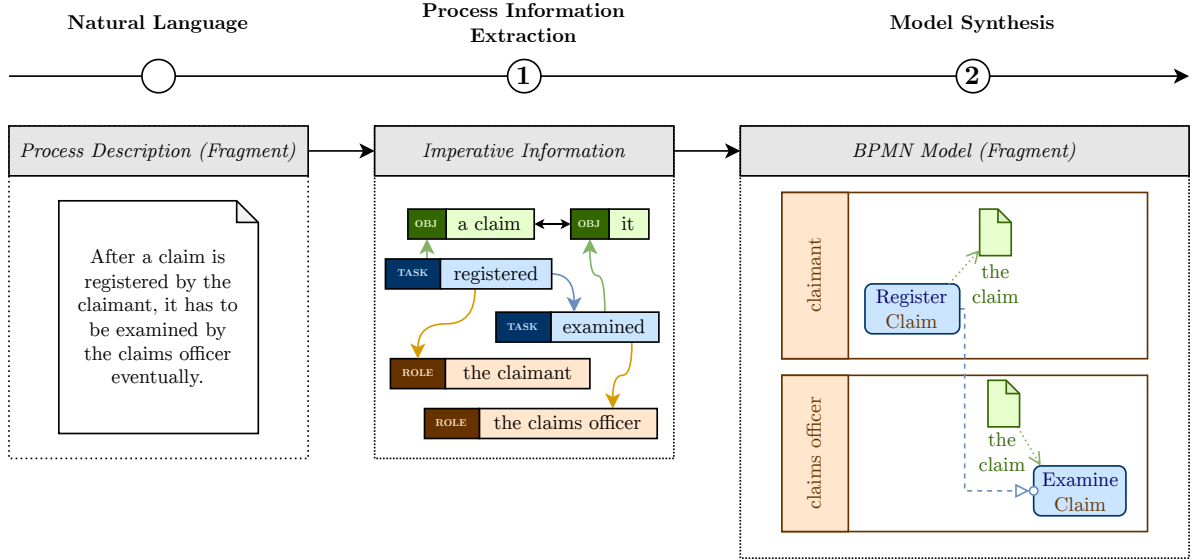 Natural Language
Process Information
Extraction
Model Synthesis
1
2
Process Description (Fragment)
Imperative Information
BPMN Model (Fragment)
After a claim is
registered by the
claimant, it has to
be examined by
the claims officer
eventually.
OBJ a claim
OBJ it
TASK registered
TASK examined
ROLE the claimant
ROLE the claims officer
claimant
the
claim
Register
Claim
claims officer
the
claim
Examine
Claim